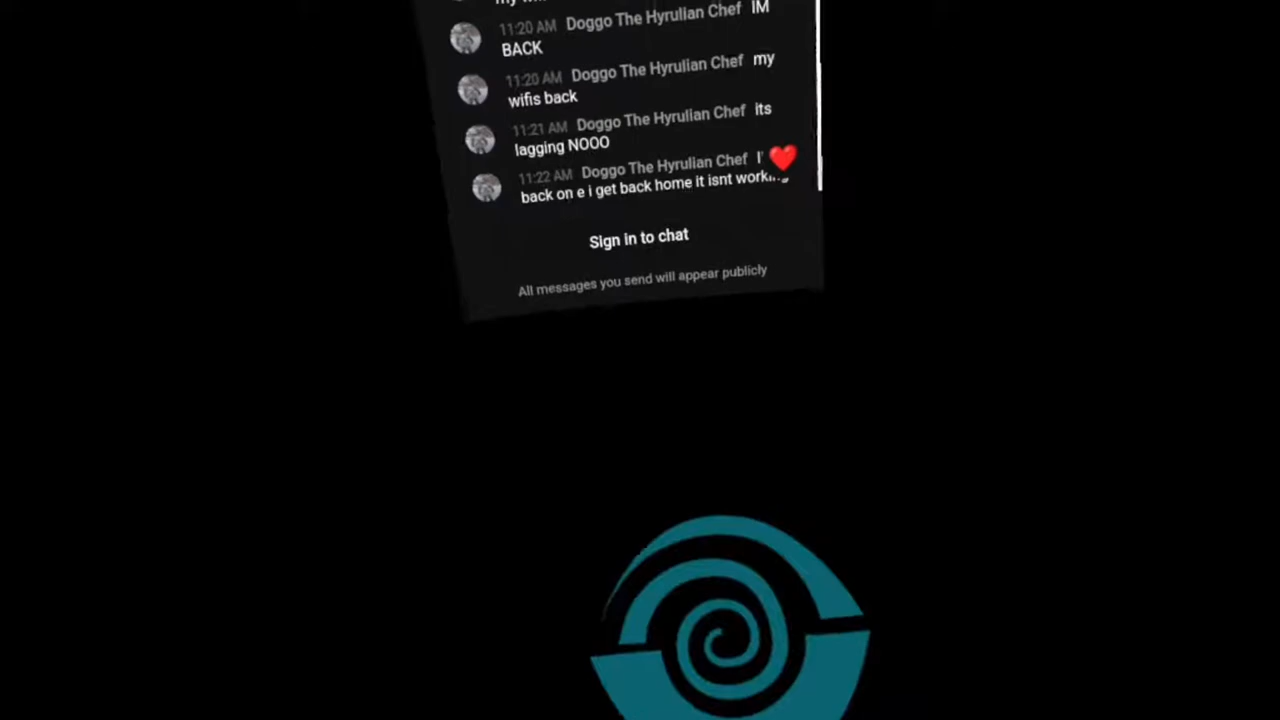 11:20 AM Doggo The Hyrulian Chef IM
BACK
11:20 AM Doggo The Hyrulian Chef my
wifis back
11:21 AM Doggo The Hyrulian Chef its
lagging NOOO
11:22 AM Doggo The Hyrulian Chef
back on e i get back home it isnt
Sign in to chat
All messages you send will appear publicly